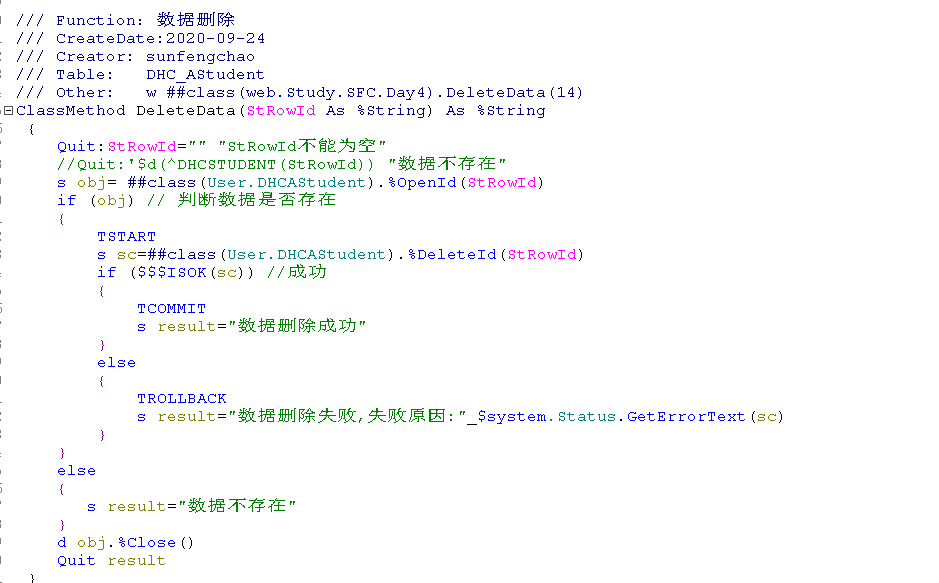 /// Function: 数据删除
/// CreateDate:2020-09-24
/// Creator: sunfengchao
/// Table:   DHC_AStudent
/// Other:   w ##class(web.Study.SFC.Day4).DeleteData(14)
ClassMethod DeleteData(StRowId As %String) As %String
{
    Quit:StRowId="" "StRowId不能为空"
    //Quit:'$d(^DHCSTUDENT(StRowId)) "数据不存在"
    s obj= ##class(User.DHCAStudent).%OpenId(StRowId)
    if (obj) // 判断数据是否存在
    {
        TSTART
        s sc=##class(User.DHCAStudent).%DeleteId(StRowId)
        if ($$$ISOK(sc)) //成功
        {
            TCOMMIT
            s result="数据删除成功"
        }
        else
        {
            TROLLBACK
            s result="数据删除失败,失败原因:"_$system.Status.GetErrorText(sc)
        }
    }
    else
    {
       s result="数据不存在"
    }
    d obj.%Close()
    Quit result
}